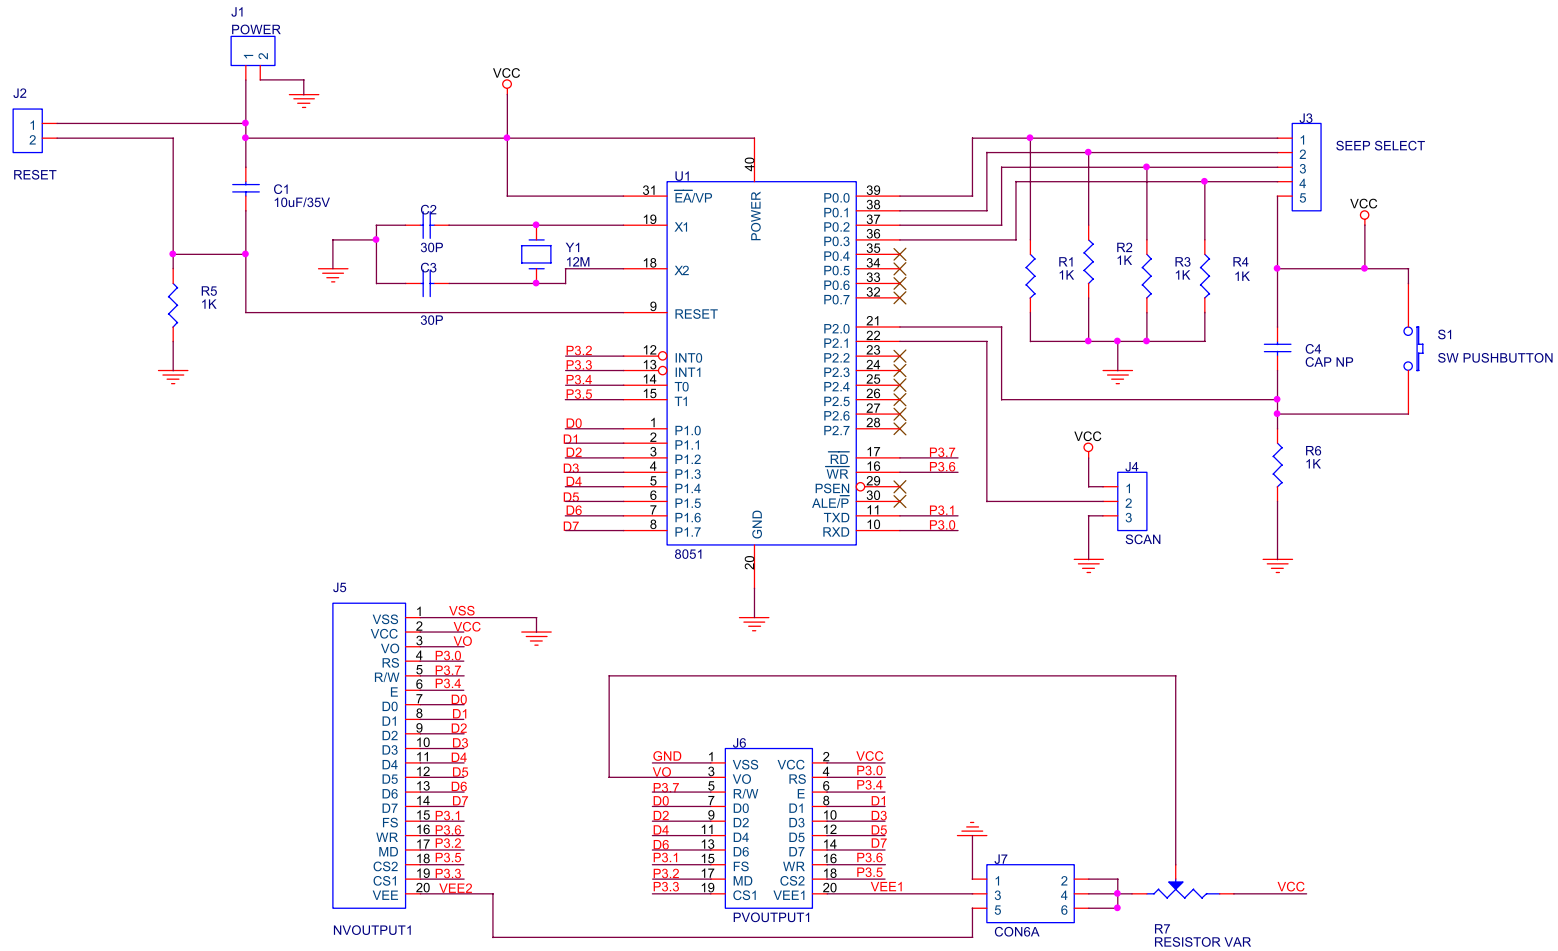 J1
POWER
1 2
J2
1
2
RESET
VCC
C1
10uF/35V
R5
1K
C2
30P
C3
30P
Y1
12M
U1
40
POWER
31 EA/VP
19 X1
18 X2
9 RESET
P3.2 12 INT0
P3.3 13 INT1
P3.4 14 T0
P3.5 15 T1
D0 1 P1.0
D1 2 P1.1
D2 3 P1.2
D3 4 P1.3
D4 5 P1.4
D5 6 P1.5
D6 7 P1.6
D7 8 P1.7
P0.0 39
P0.1 38
P0.2 37
P0.3 36
P0.4 35
P0.5 34
P0.6 33
P0.7 32
P2.0 21
P2.1 22
P2.2 23
P2.3 24
P2.4 25
P2.5 26
P2.6 27
P2.7 28
RD 17 P3.7
WR 16 P3.6
PSEN 29
ALE/P 30
TXD 11 P3.1
RXD 10 P3.0
GND
20
8051
J3
SEEP SELECT
1
2
3
4
5
VCC
R1
1K
R2
1K
R3
1K
R4
1K
C4
CAP NP
S1
SW PUSHBUTTON
R6
1K
VCC
J4
1
2
3
SCAN
J5
VSS 1 VSS
VCC 2 VCC
VO 3 VO
RS 4 P3.0
R/W 5 P3.7
E 6 P3.4
D0 7 D0
D1 8 D1
D2 9 D2
D3 10 D3
D4 11 D4
D5 12 D5
D6 13 D6
D7 14 D7
FS 15 P3.1
WR 16 P3.6
MD 17 P3.2
CS2 18 P3.5
CS1 19 P3.3
VEE 20 VEE2
NVOUTPUT1
J6
GND 1 VSS VCC 2 VCC
VO 3 VO RS 4 P3.0
P3.7 5 R/W E 6 P3.4
D0 7 D0 D1 8 D1
D2 9 D2 D3 10 D3
D4 11 D4 D5 12 D5
D6 13 D6 D7 14 D7
P3.1 15 FS WR 16 P3.6
P3.2 17 MD CS2 18 P3.5
P3.3 19 CS1 VEE1 20 VEE1
PVOUTPUT1
J7
1 2
3 4
5 6
CON6A
VCC
R7
RESISTOR VAR